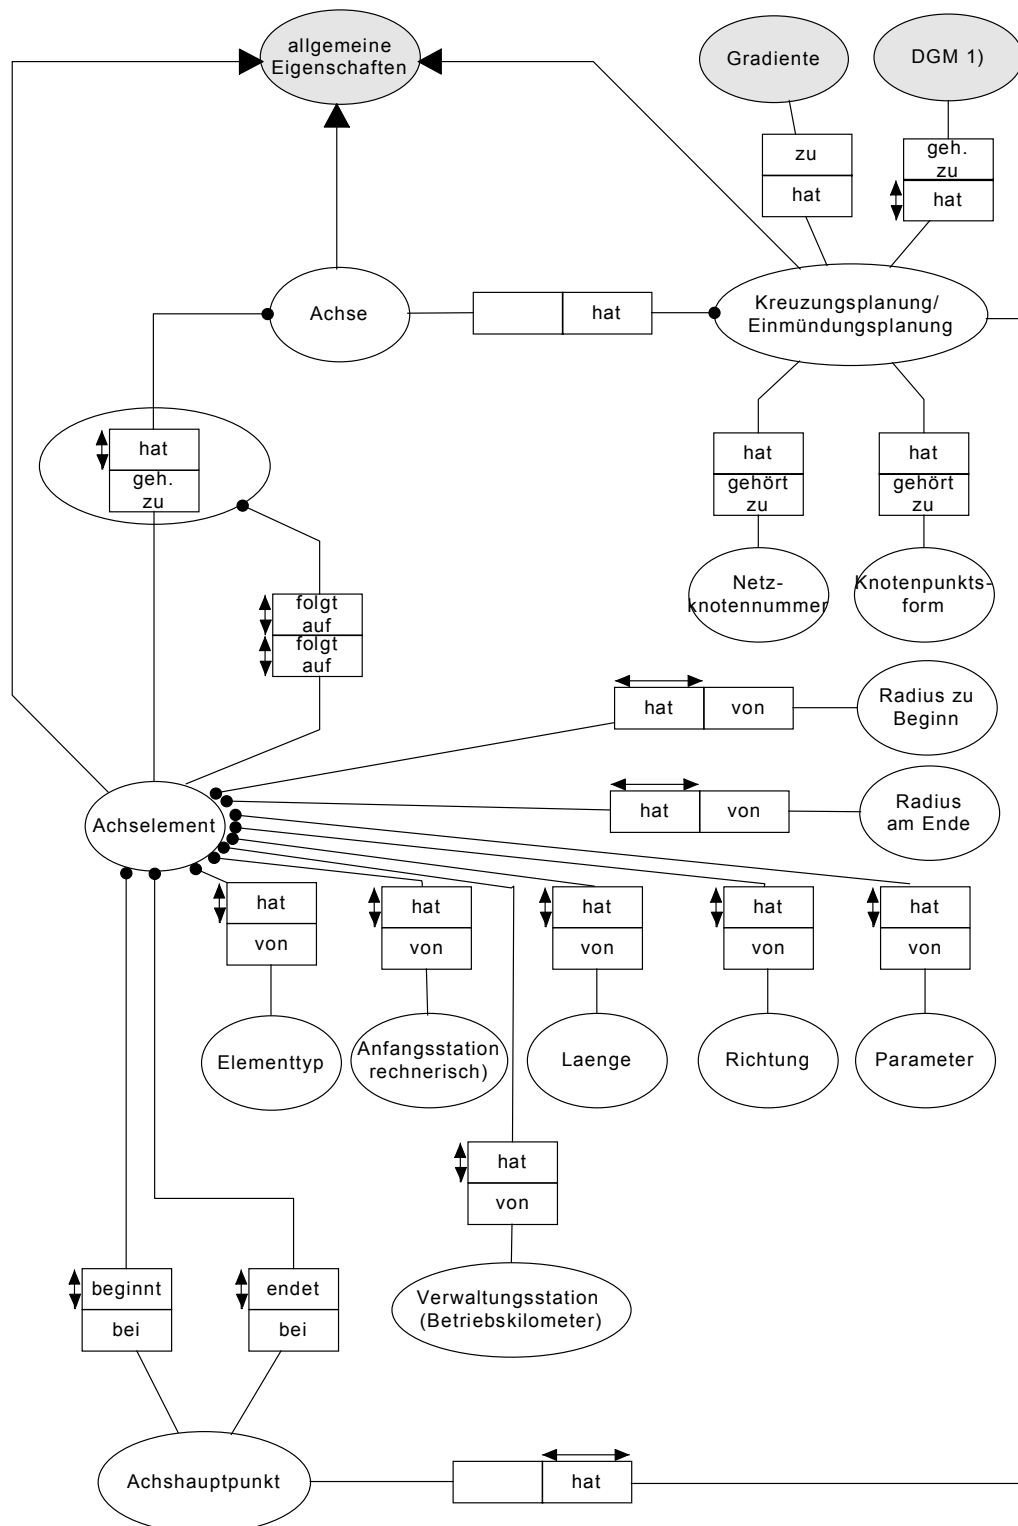 allgemeine
Eigenschaften
Gradiente
DGM 1)
zu
hat
geh.
zu
hat
Achse
hat
Kreuzungsplanung/
Einmündungsplanung
hat
geh.
zu
hat
gehört
zu
hat
gehört
zu
Netz-
knotennummer
Knotenpunkts-
form
folgt
auf
folgt
auf
hat
von
Radius zu
Beginn
hat
von
Radius
am Ende
Achselement
hat
von
hat
von
hat
von
hat
von
hat
von
Elementtyp
Anfangsstation
rechnerisch)
Laenge
Richtung
Parameter
hat
von
Verwaltungsstation
(Betriebskilometer)
beginnt
bei
endet
bei
Achshauptpunkt
hat